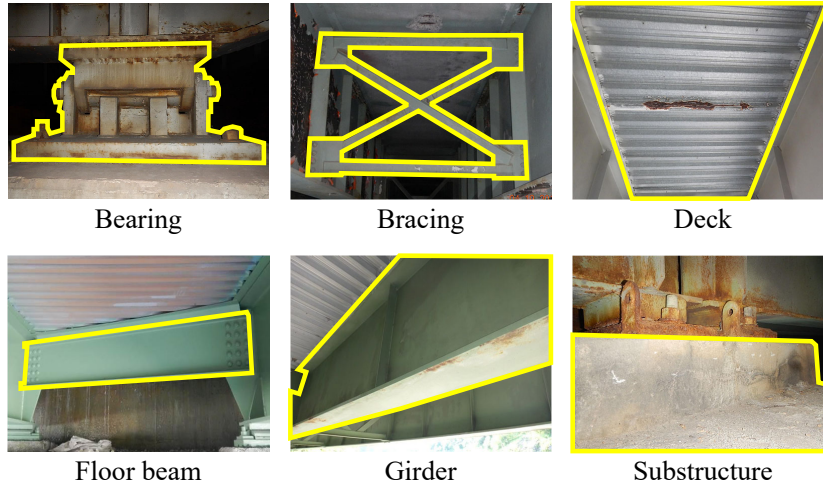 Bearing
Bracing
Deck
Floor beam
Girder
Substructure